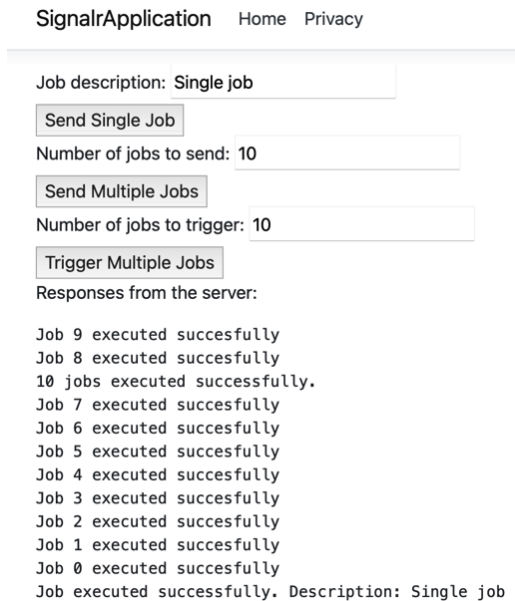 SignalrApplication Home Privacy
Job description: Single job
Send Single Job
Number of jobs to send: 10
Send Multiple Jobs
Number of jobs to trigger: 10
Trigger Multiple Jobs
Responses from the server:
Job 9 executed succesfully
Job 8 executed succesfully
10 jobs executed successfully.
Job 7 executed succesfully
Job 6 executed succesfully
Job 5 executed succesfully
Job 4 executed succesfully
Job 3 executed succesfully
Job 2 executed succesfully
Job 1 executed succesfully
Job 0 executed succesfully
Job executed successfully. Description: Single job